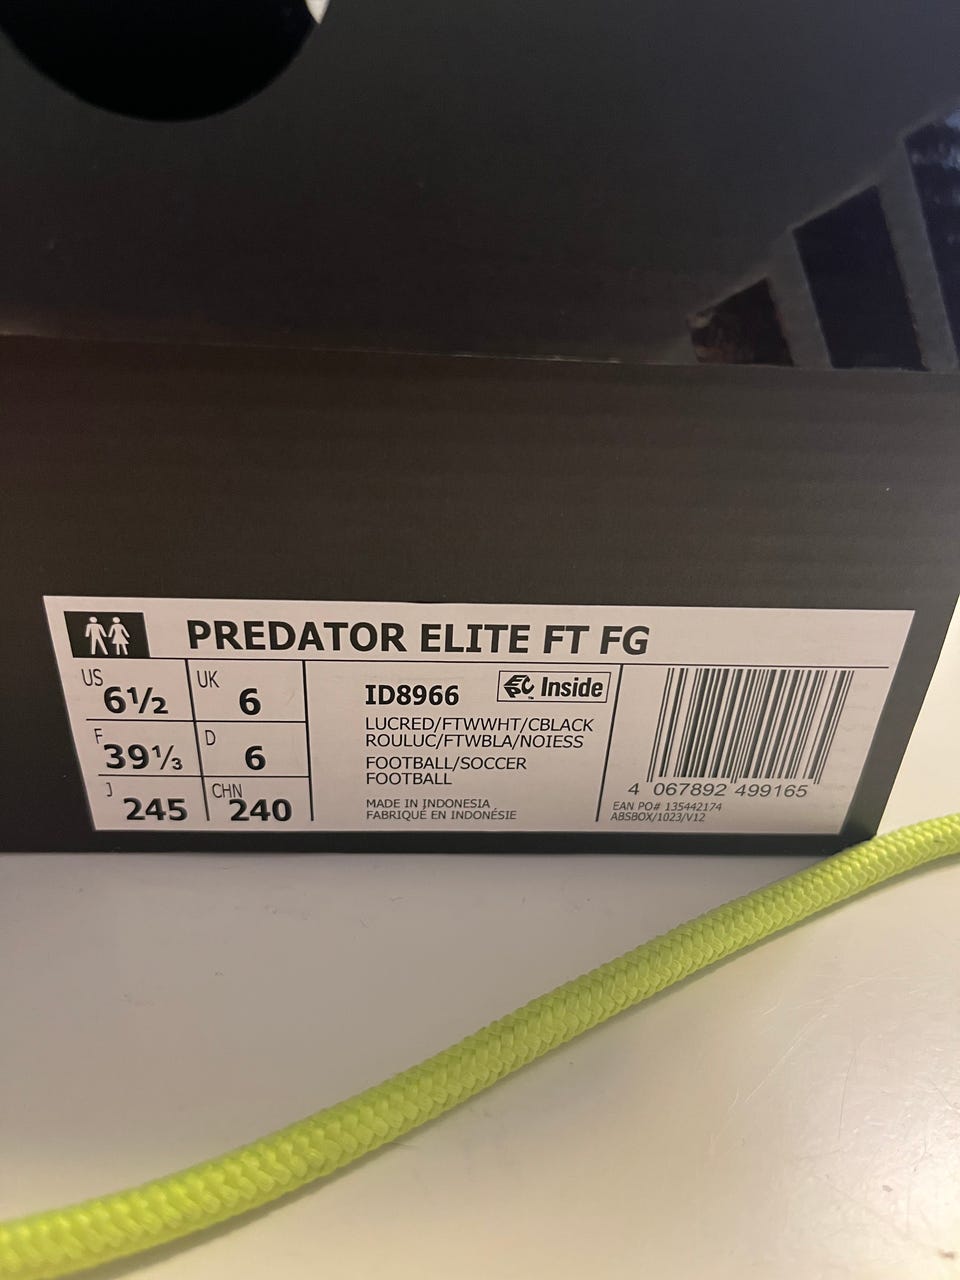 PREDATOR ELITE FT FG
US 6½ UK 6
F 39⅓ D 6
J 245 CHN 240
ID8966
Inside
LUCRED/FTWWHT/CBLACK
ROULUC/FTWBLA/NOIESS
FOOTBALL/SOCCER
FOOTBALL
MADE IN INDONESIA
FABRIQUÉ EN INDONÉSIE
4 067892 499165
EAN PO# 135442174
ABSBOX/1023/V12